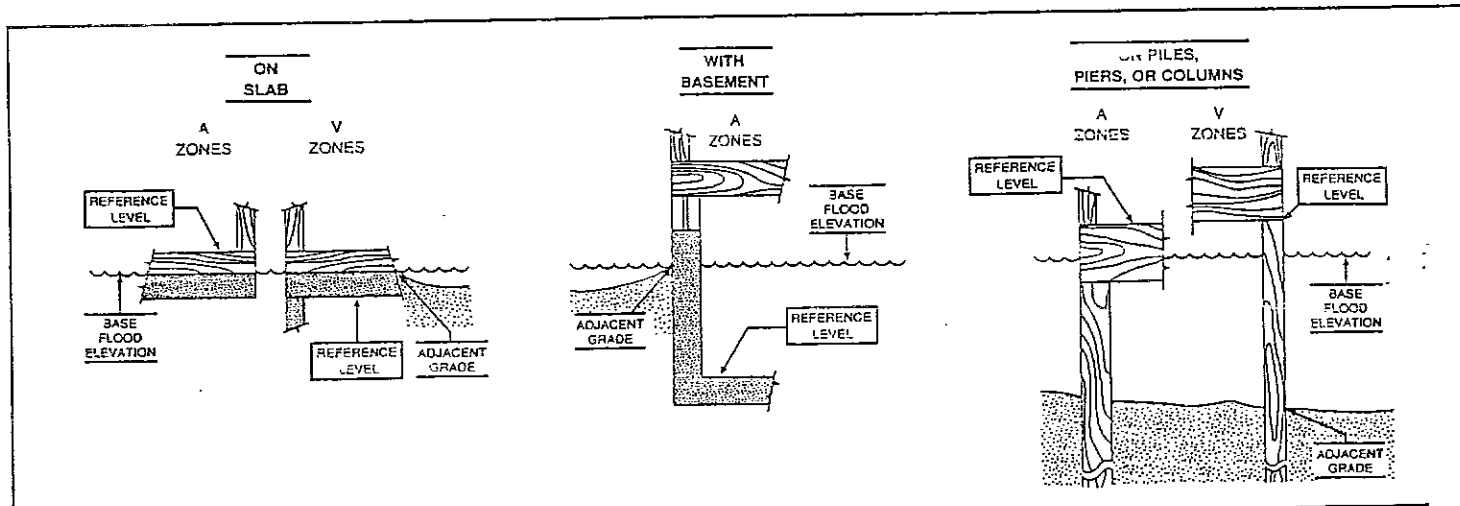 ON
SLAB
A
ZONES
V
ZONES
REFERENCE
LEVEL
BASE
FLOOD
ELEVATION
REFERENCE
LEVEL
ADJACENT
GRADE
WITH
BASEMENT
A
ZONES
BASE
FLOOD
ELEVATION
ADJACENT
GRADE
REFERENCE
LEVEL
PILES,
PIERS, OR COLUMNS
A
ZONES
V
ZONES
REFERENCE
LEVEL
REFERENCE
LEVEL
BASE
FLOOD
ELEVATION
ADJACENT
GRADE